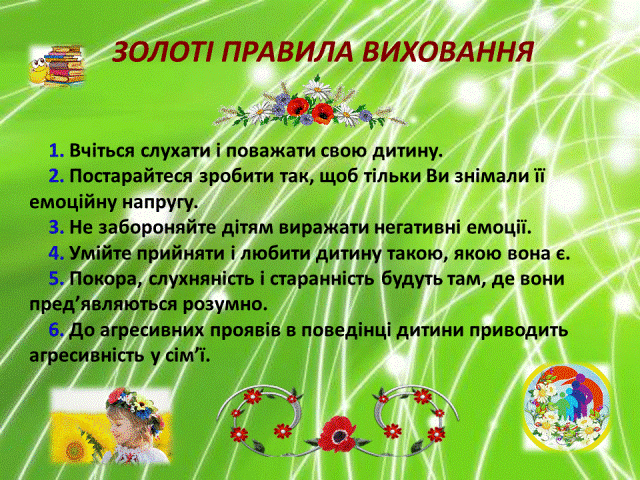 ЗОЛОТІ ПРАВИЛА ВИХОВАННЯ
1. Вчіться слухати і поважати свою дитину.
2. Постарайтеся зробити так, щоб тільки Ви знімали її
емоційну напругу.
3. Не забороняйте дітям виражати негативні емоції.
4. Умійте прийняти і любити дитину такою, якою вона є.
5. Покора, слухняність і старанність будуть там, де вони
пред’являються розумно.
6. До агресивних проявів в поведінці дитини приводить
агресивність у сім’ї.